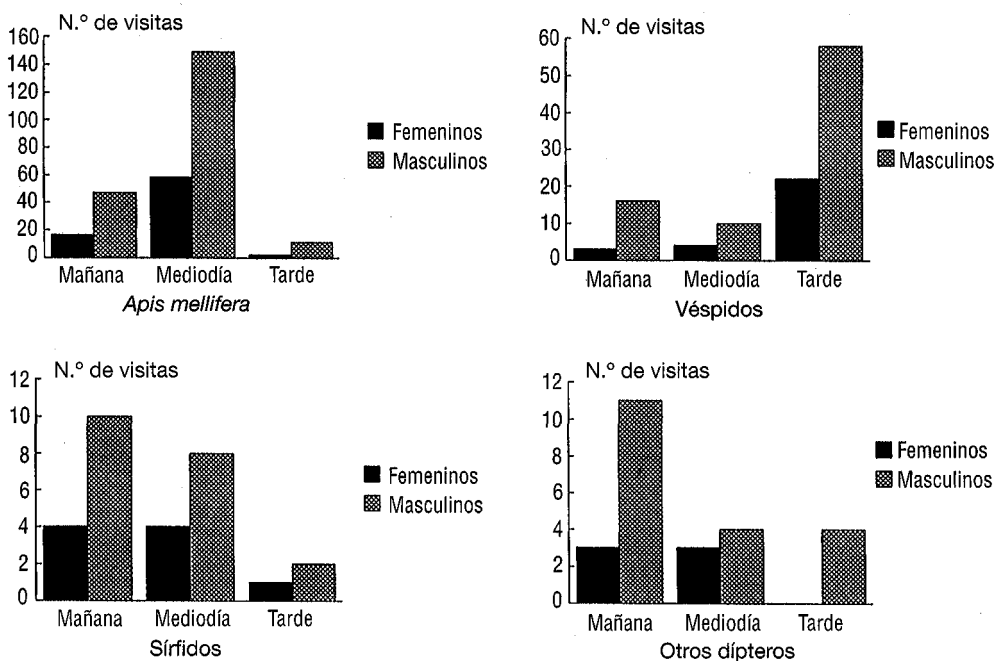 N.º de visitas
160
140
120
100
80
60
40
20
0
Femeninos
Masculinos
Mañana Mediodía Tarde
Apis mellifera
N.º de visitas
60
50
40
30
20
10
0
Femeninos
Masculinos
Mañana Mediodía Tarde
Véspidos
N.º de visitas
12
10
8
6
4
2
0
Femeninos
Masculinos
Mañana Mediodía Tarde
Sírfidos
N.º de visitas
12
10
8
6
4
2
0
Femeninos
Masculinos
Mañana Mediodía Tarde
Otros dípteros